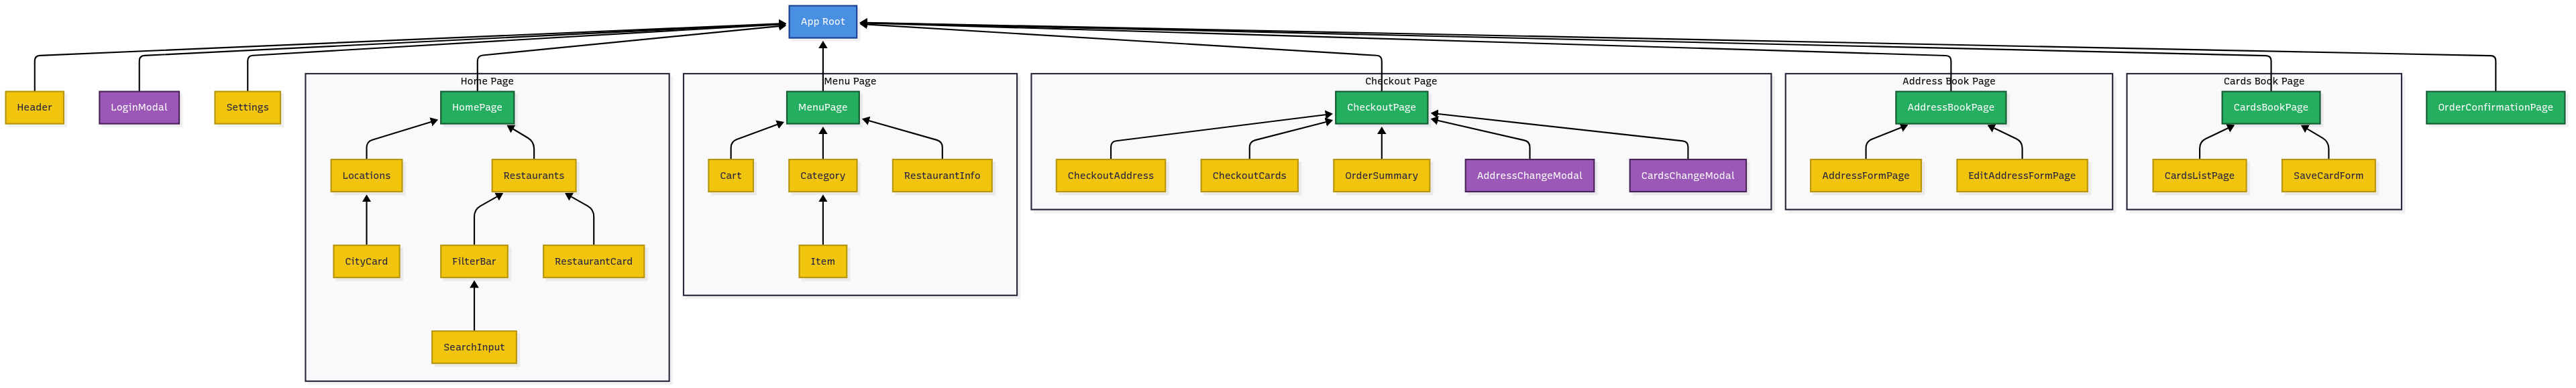 App Root
Home Page
Menu Page
Checkout Page
Address Book Page
Cards Book Page
Header
LoginModal
Settings
HomePage
MenuPage
CheckoutPage
AddressBookPage
CardsBookPage
OrderConfirmationPage
Locations
Restaurants
Cart
Category
RestaurantInfo
CheckoutAddress
CheckoutCards
OrderSummary
AddressChangeModal
CardsChangeModal
AddressFormPage
EditAddressFormPage
CardsListPage
SaveCardForm
CityCard
FilterBar
RestaurantCard
Item
SearchInput